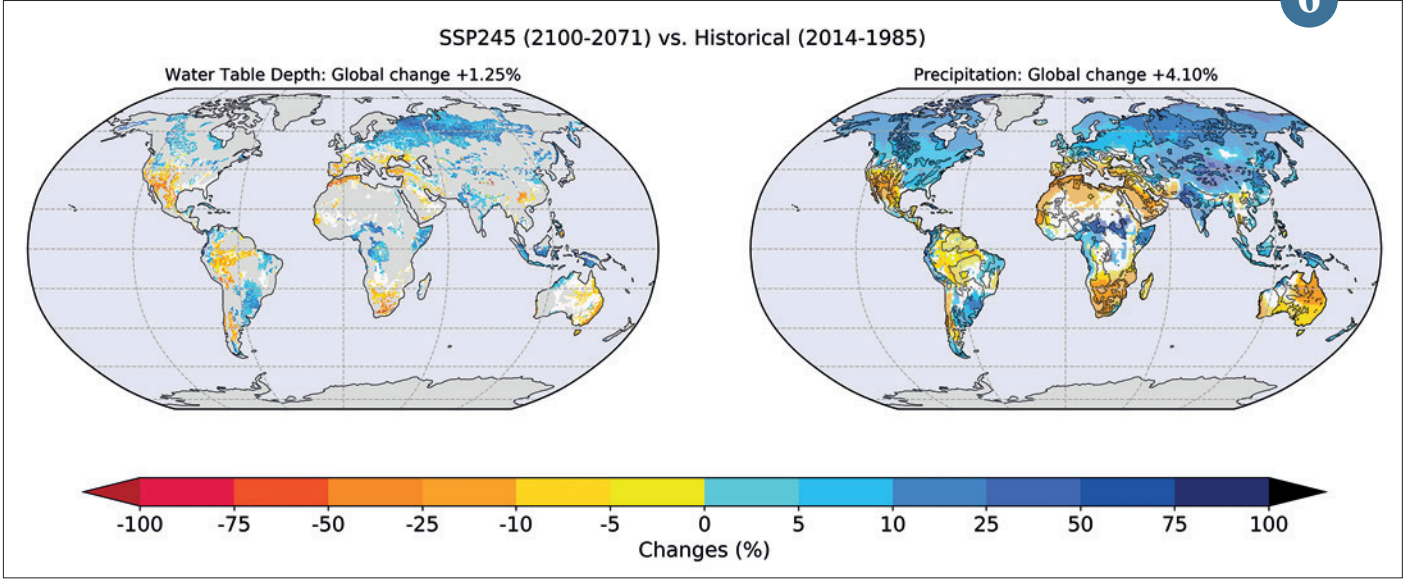 6
SSP245 (2100-2071) vs. Historical (2014-1985)
Water Table Depth: Global change +1.25%
Precipitation: Global change +4.10%
-100 -75 -50 -25 -10 -5 0 5 10 25 50 75 100
Changes (%)